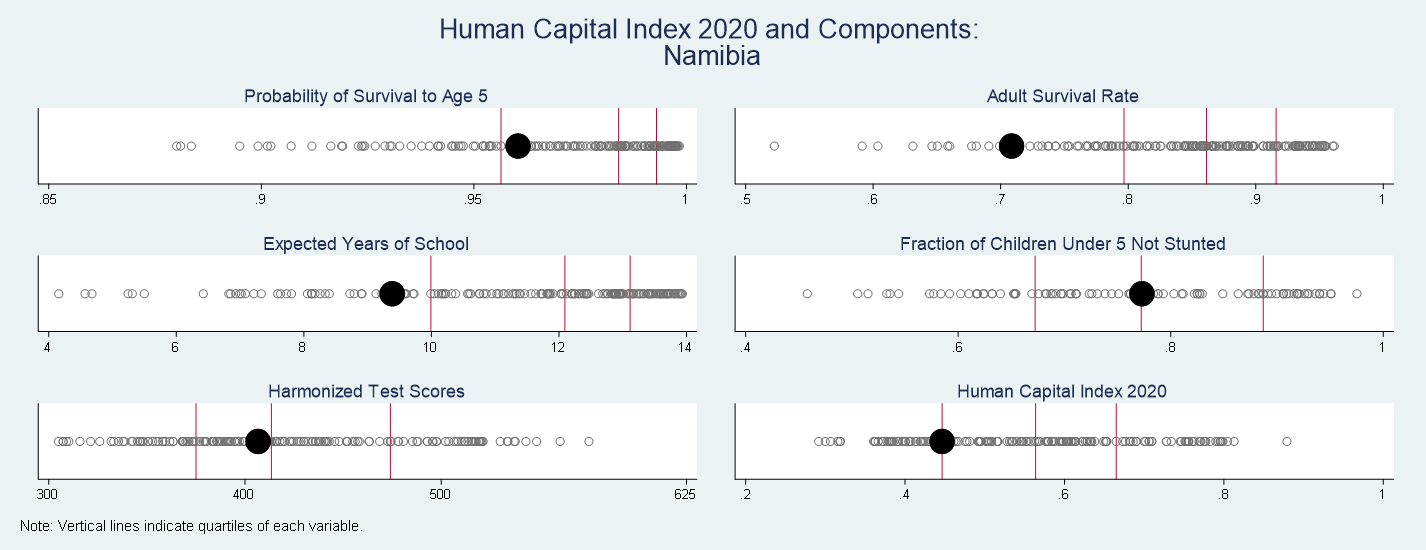 Human Capital Index 2020 and Components:
Namibia
Probability of Survival to Age 5
.85 .9 .95 1
Adult Survival Rate
.5 .6 .7 .8 .9 1
Expected Years of School
4 6 8 10 12 14
Fraction of Children Under 5 Not Stunted
.4 .6 .8 1
Harmonized Test Scores
300 400 500 625
Human Capital Index 2020
.2 .4 .6 .8 1
Note: Vertical lines indicate quartiles of each variable.